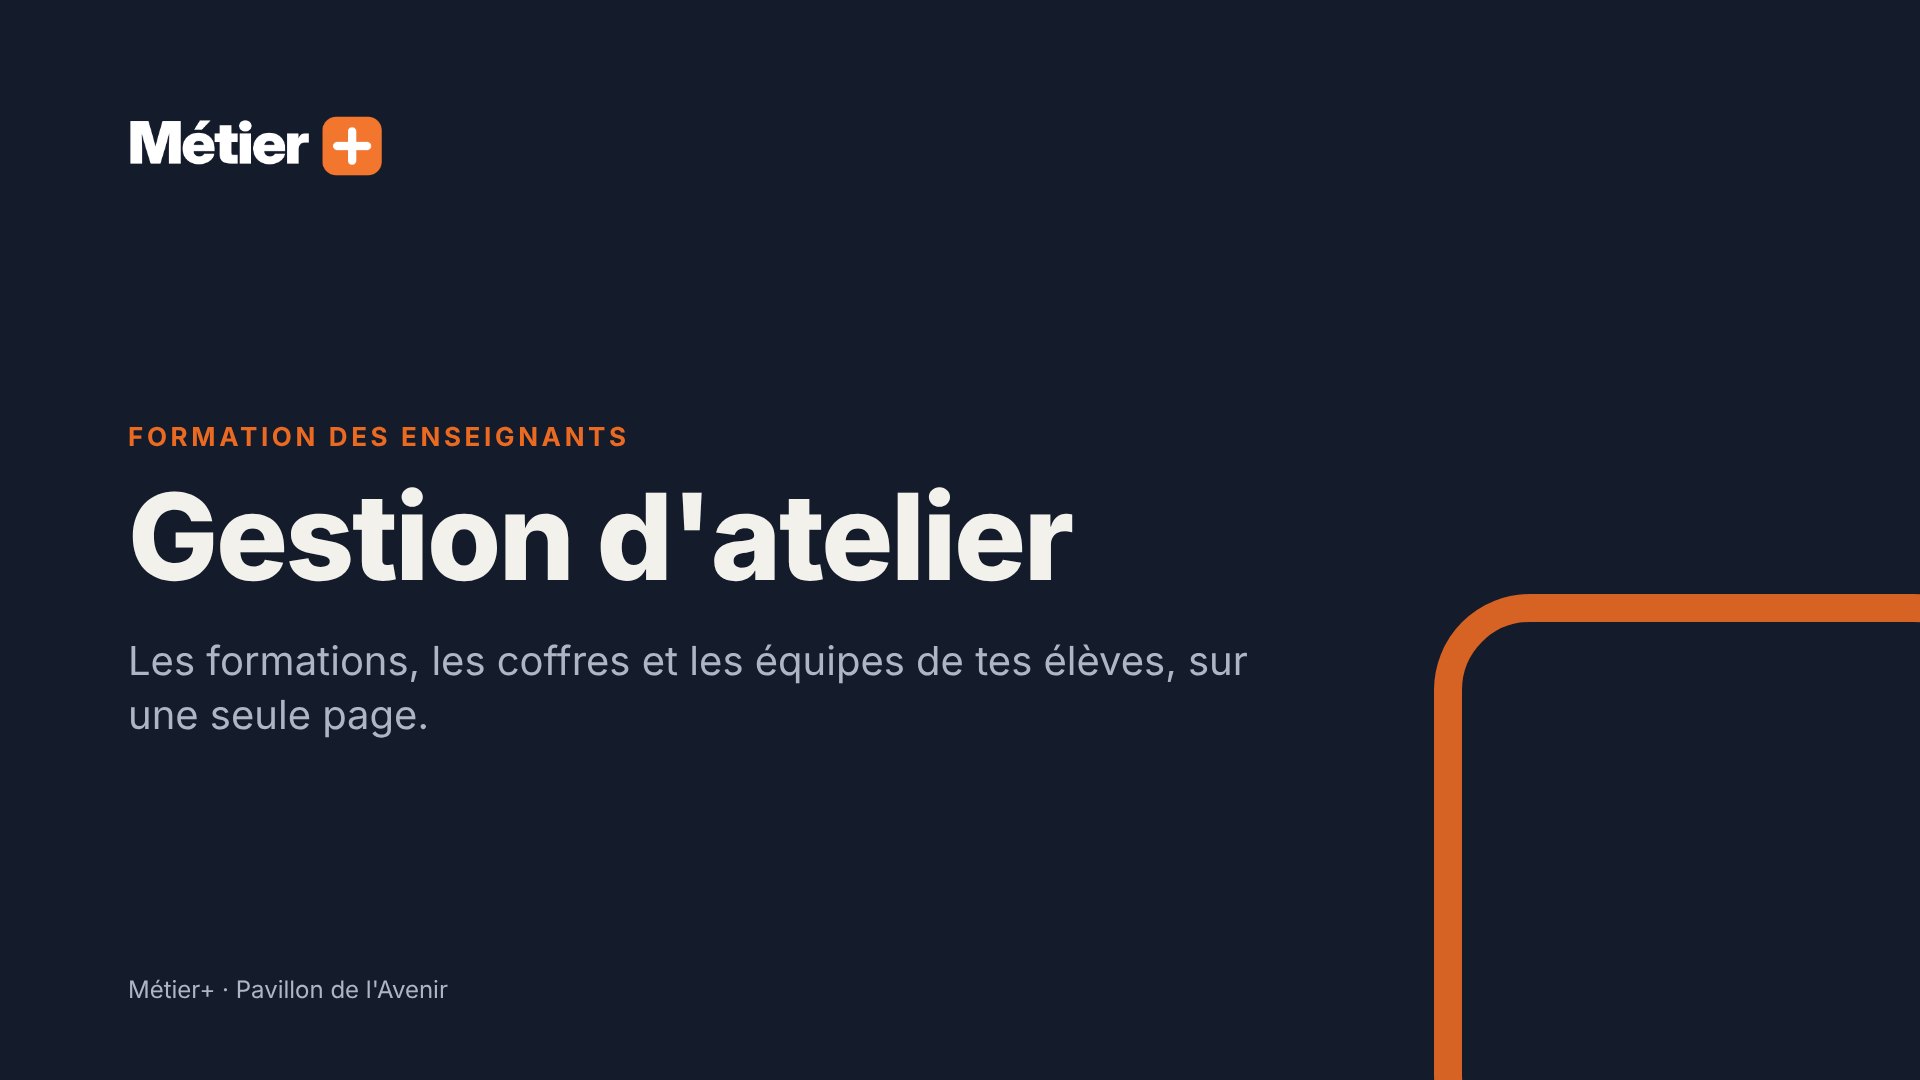 Métier +
FORMATION DES ENSEIGNANTS
Gestion d'atelier
Les formations, les coffres et les équipes de tes élèves, sur
une seule page.
Métier+ · Pavillon de l'Avenir